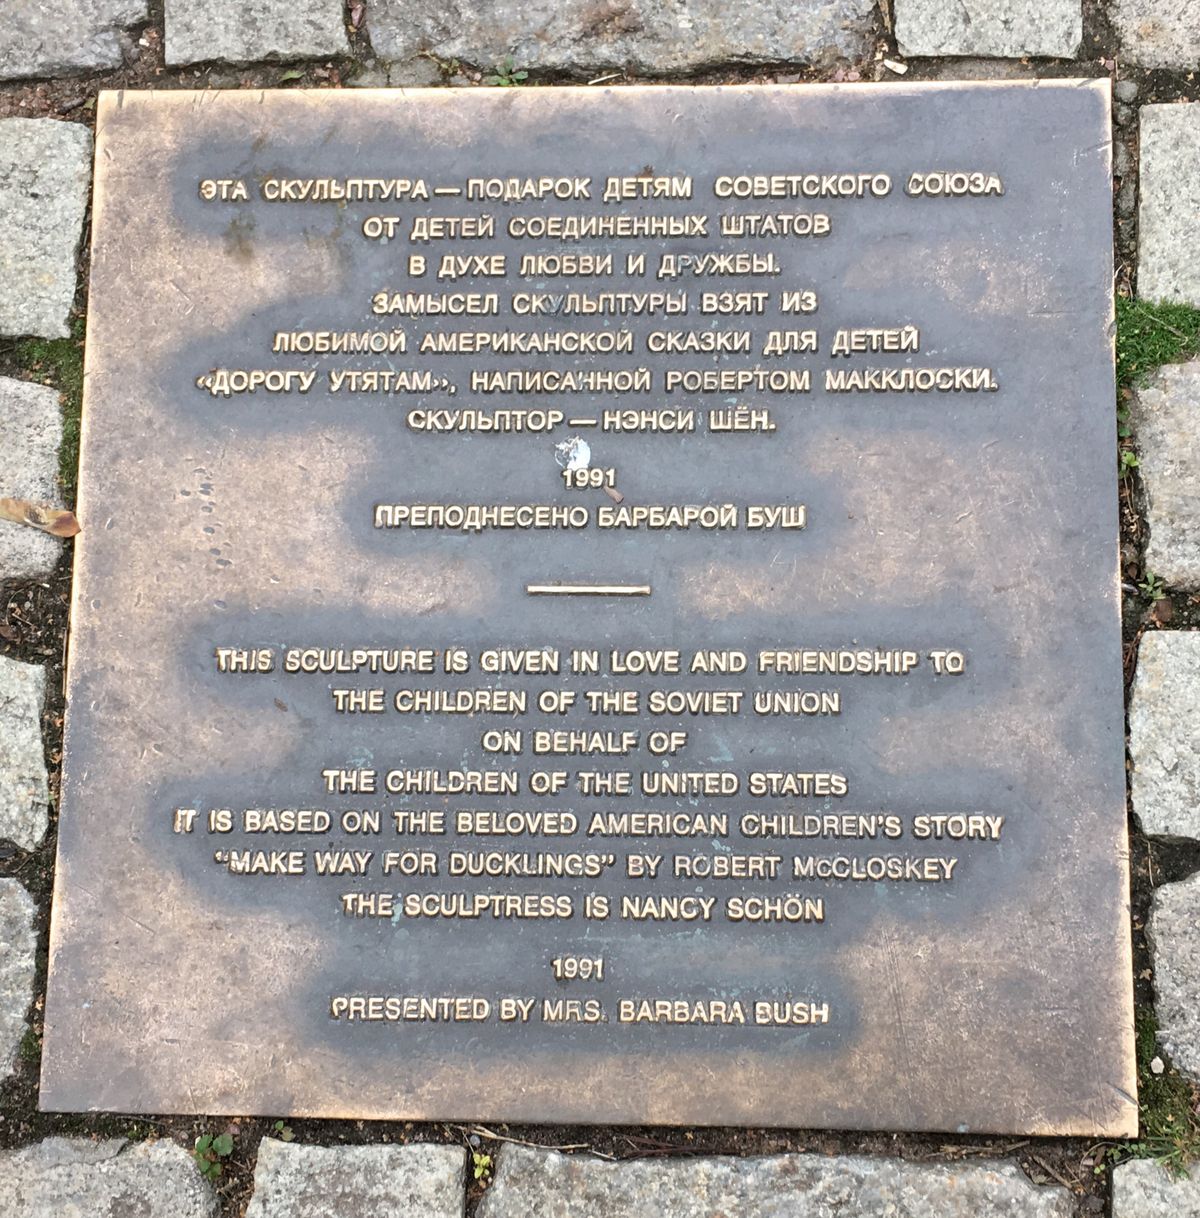 ЭТА СКУЛЬПТУРА — ПОДАРОК ДЕТЯМ СОВЕТСКОГО СОЮЗА
ОТ ДЕТЕЙ СОЕДИНЕННЫХ ШТАТОВ
В ДУХЕ ЛЮБВИ И ДРУЖБЫ.
ЗАМЫСЕЛ СКУЛЬПТУРЫ ВЗЯТ ИЗ
ЛЮБИМОЙ АМЕРИКАНСКОЙ СКАЗКИ ДЛЯ ДЕТЕЙ
«ДОРОГУ УТЯТАМ», НАПИСАННОЙ РОБЕРТОМ МАККЛОСКИ.
СКУЛЬПТОР — НЭНСИ ШЁН.
1991
ПРЕПОДНЕСЕНО БАРБАРОЙ БУШ
THIS SCULPTURE IS GIVEN IN LOVE AND FRIENDSHIP TO
THE CHILDREN OF THE SOVIET UNION
ON BEHALF OF
THE CHILDREN OF THE UNITED STATES
IT IS BASED ON THE BELOVED AMERICAN CHILDREN'S STORY
"MAKE WAY FOR DUCKLINGS" BY ROBERT McCLOSKEY
THE SCULPTRESS IS NANCY SCHÖN
1991
PRESENTED BY MRS. BARBARA BUSH